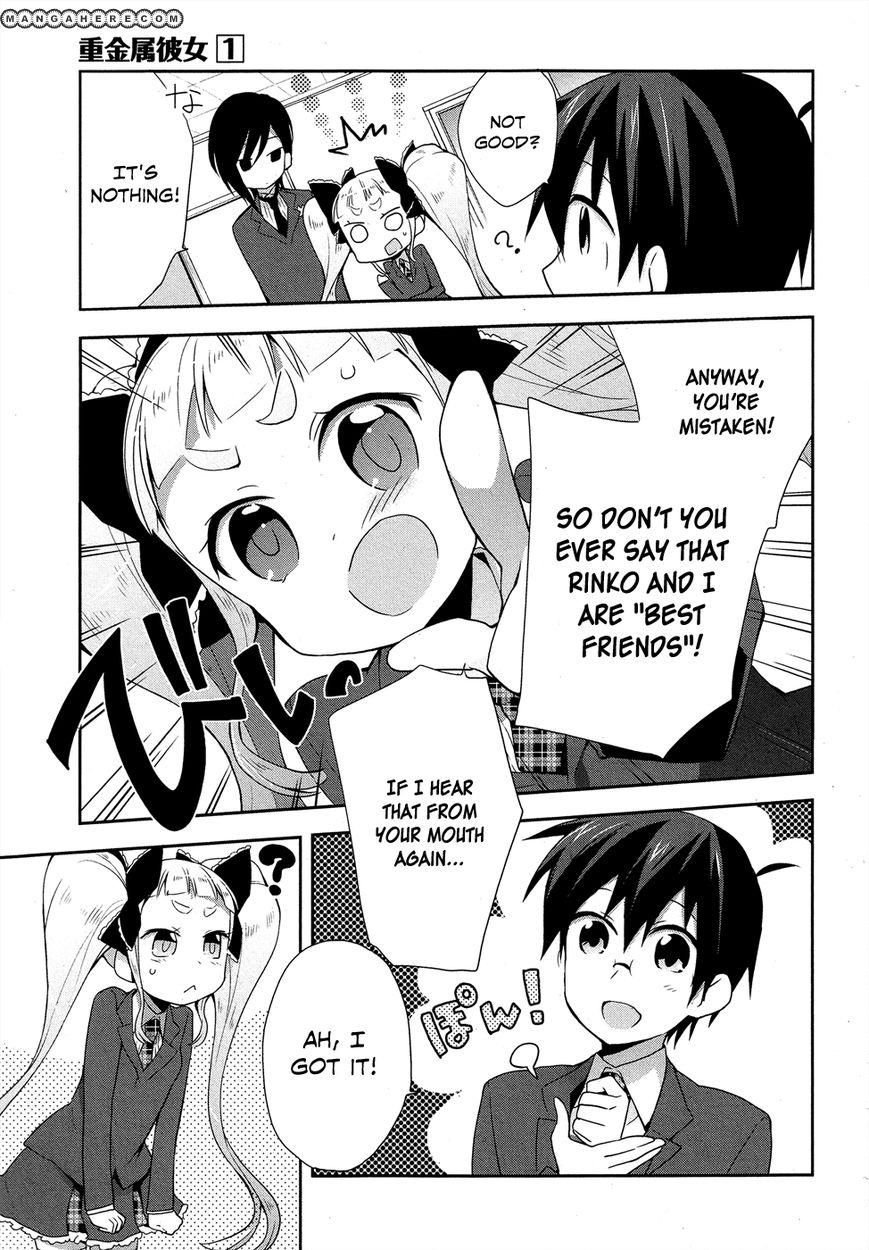 MANGAHERE.COM
重金属彼女 1
NOT
GOOD?
な
IT'S
NOTHING!
?
ANYWAY,
YOU'RE
MISTAKEN!
SO DON'T YOU
EVER SAY THAT
RINKO AND I
ARE "BEST
FRIENDS"!
びしっ
IF I HEAR
THAT FROM
YOUR MOUTH
AGAIN...
ぽん!
AH, I
GOT IT!
?